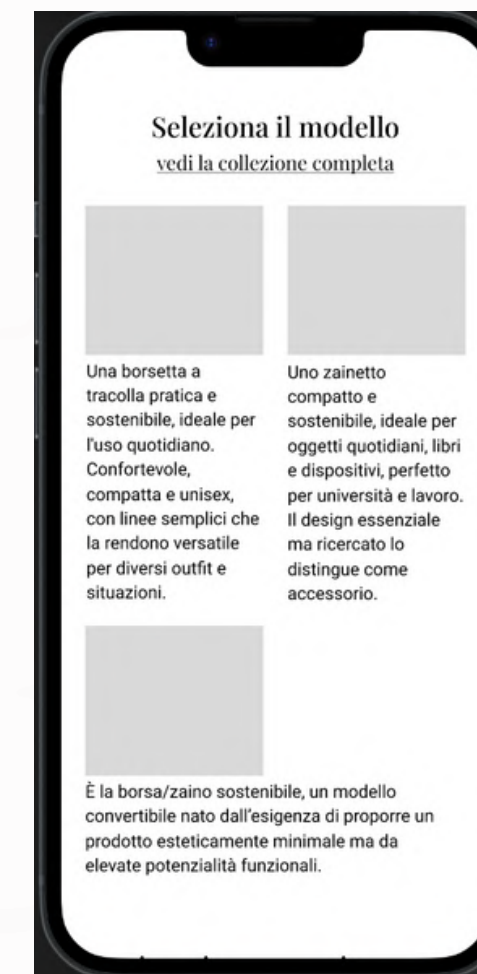 Seleziona il modello
vedi la collezione completa
Una borsetta a
tracolla pratica e
sostenibile, ideale per
l'uso quotidiano.
Confortevole,
compatta e unisex,
con linee semplici che
la rendono versatile
per diversi outfit e
situazioni.
Uno zainetto
compatto e
sostenibile, ideale per
oggetti quotidiani, libri
e dispositivi, perfetto
per università e lavoro.
Il design essenziale
ma ricercato lo
distingue come
accessorio.
È la borsa/zaino sostenibile, un modello
convertibile nato dall'esigenza di proporre un
prodotto esteticamente minimale ma da
elevate potenzialità funzionali.